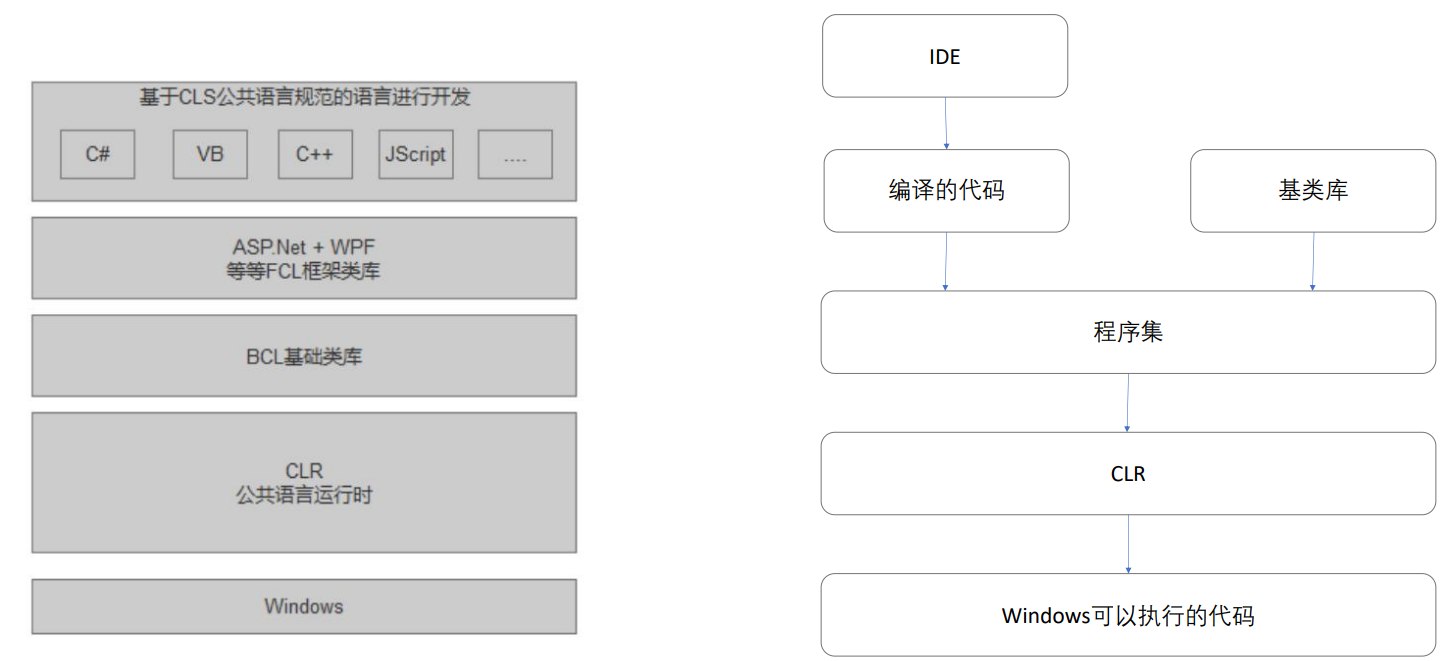 基于CLS公共语言规范的语言进行开发
C#
VB
C++
JScript
....
ASP.Net + WPF
等等FCL框架类库
BCL基础类库
CLR
公共语言运行时
Windows
IDE
编译的代码
基类库
程序集
CLR
Windows可以执行的代码